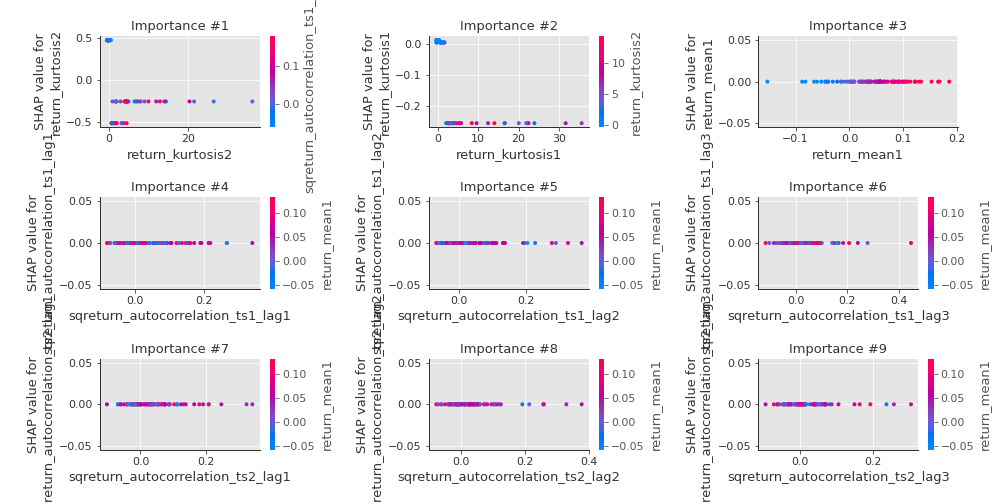 Importance #1
SHAP value for
return_kurtosis2
0.5
0.0
−0.5
0
20
return_kurtosis2
0.1
0.0
sqreturn_autocorrelation_ts1_lag1
Importance #2
SHAP value for
return_kurtosis1
0.0
−0.1
−0.2
0
10
20
30
return_kurtosis1
10
5
0
return_kurtosis2
Importance #3
SHAP value for
return_mean1
0.05
0.00
−0.05
−0.1
0.0
0.1
0.2
return_mean1
Importance #4
SHAP value for
sqreturn_autocorrelation_ts1_lag1
0.05
0.00
−0.05
0.0
0.2
sqreturn_autocorrelation_ts1_lag1
0.10
0.05
0.00
−0.05
return_mean1
Importance #5
SHAP value for
sqreturn_autocorrelation_ts1_lag2
0.05
0.00
−0.05
0.0
0.2
sqreturn_autocorrelation_ts1_lag2
0.10
0.05
0.00
−0.05
return_mean1
Importance #6
SHAP value for
sqreturn_autocorrelation_ts1_lag3
0.05
0.00
−0.05
0.0
0.2
0.4
sqreturn_autocorrelation_ts1_lag3
0.10
0.05
0.00
−0.05
return_mean1
Importance #7
SHAP value for
sqreturn_autocorrelation_ts2_lag1
0.05
0.00
−0.05
0.0
0.2
sqreturn_autocorrelation_ts2_lag1
0.10
0.05
0.00
−0.05
return_mean1
Importance #8
SHAP value for
sqreturn_autocorrelation_ts2_lag2
0.05
0.00
−0.05
0.0
0.2
0.4
sqreturn_autocorrelation_ts2_lag2
0.10
0.05
0.00
−0.05
return_mean1
Importance #9
SHAP value for
sqreturn_autocorrelation_ts2_lag3
0.05
0.00
−0.05
0.0
0.2
sqreturn_autocorrelation_ts2_lag3
0.10
0.05
0.00
−0.05
return_mean1